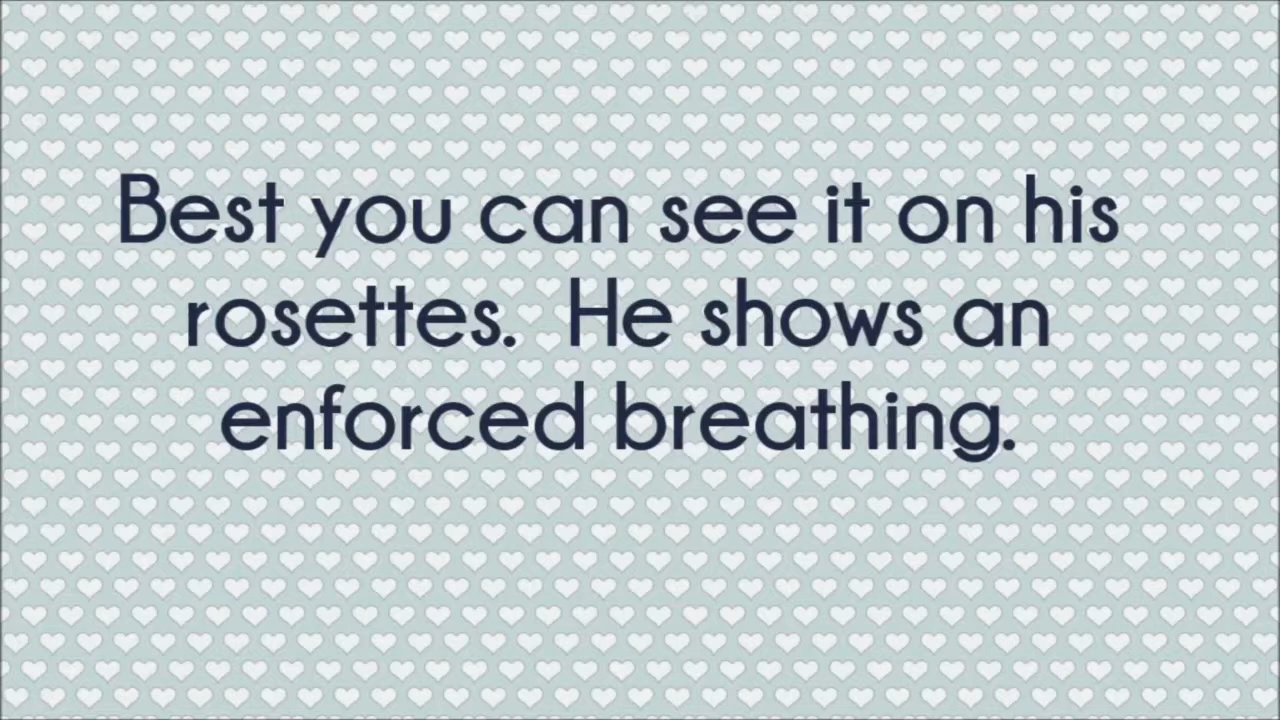 Best you can see it on his
rosettes.  He shows an
enforced breathing.